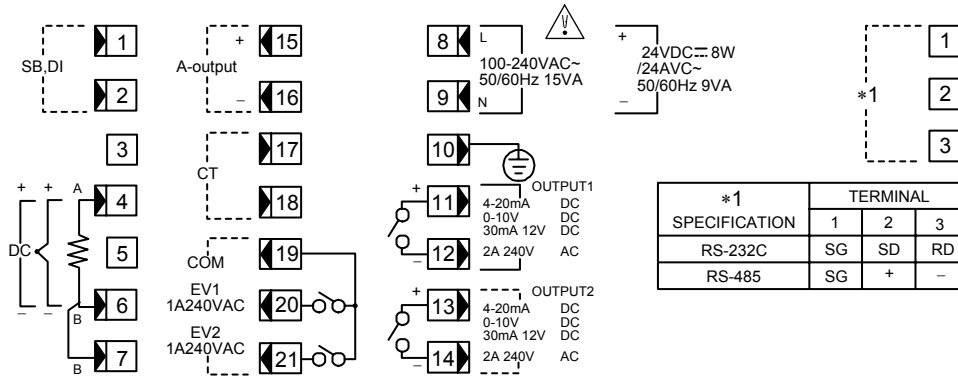 SB,DI
1
2
3
+ + A
4
DC
5
6
− − B
7
B
A-output
+
15
−
16
CT
17
18
COM
19
EV1
1A240VAC
20
EV2
1A240VAC
21
8
L
100-240VAC~
50/60Hz 15VA
9
N
+
24VDC⎓ 8W
/24AVC~
50/60Hz 9VA
−
10
OUTPUT1
+
11
4-20mA DC
0-10V DC
30mA 12V DC
−
12
2A 240V AC
OUTPUT2
+
13
4-20mA DC
0-10V DC
30mA 12V DC
−
14
2A 240V AC
∗1
1
2
3
∗1 TERMINAL
SPECIFICATION 1 2 3
RS-232C SG SD RD
RS-485 SG + −